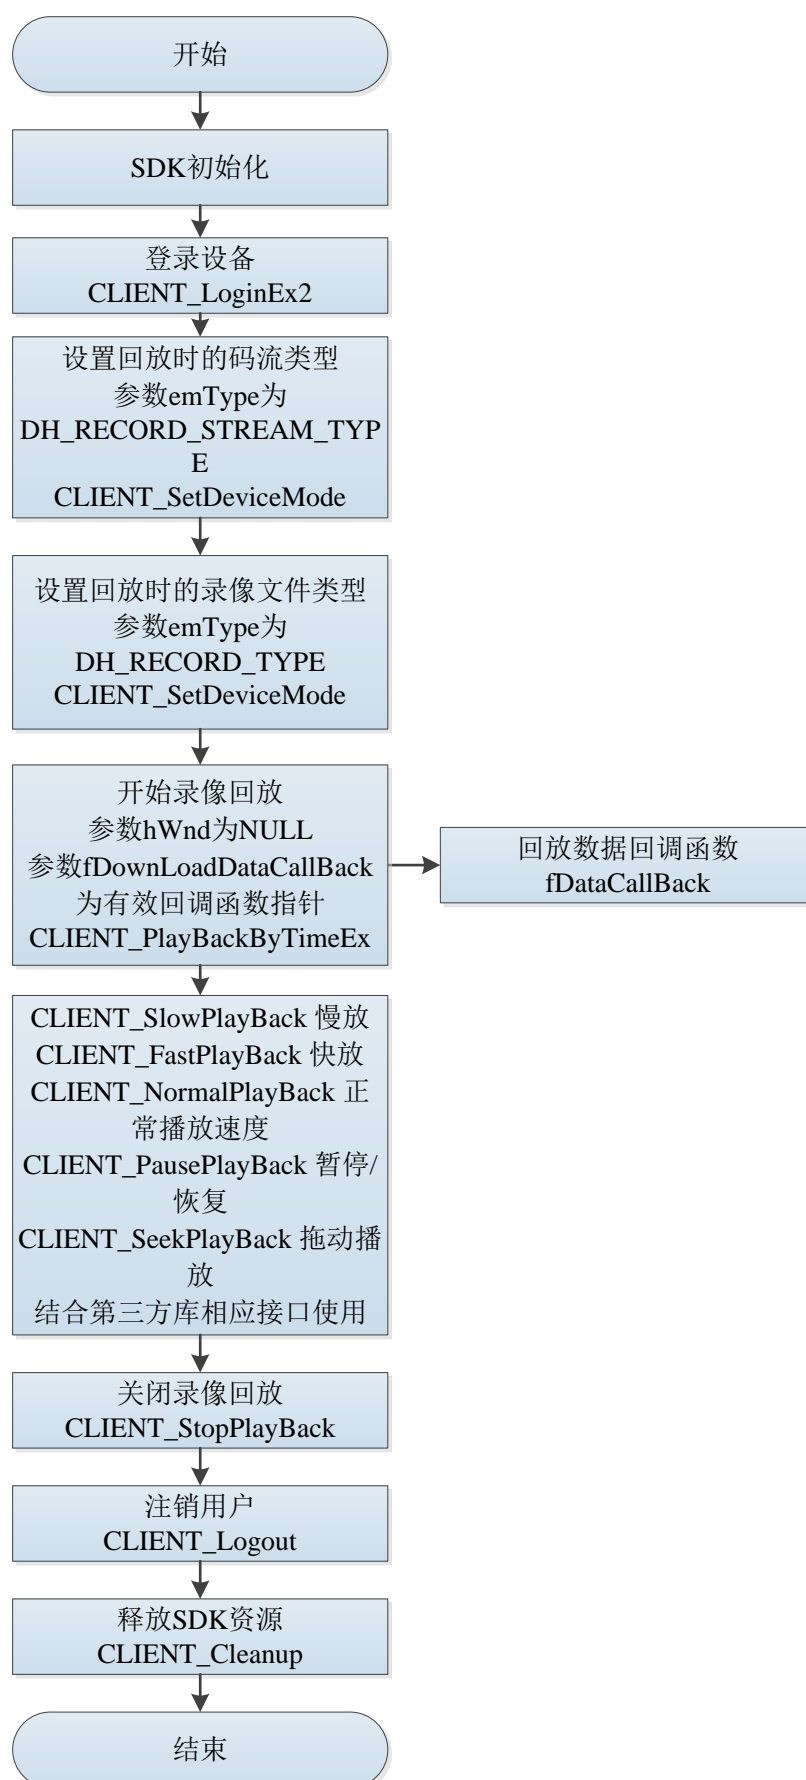 开始
SDK初始化
登录设备
CLIENT_LoginEx2
设置回放时的码流类型
参数emType为
DH_RECORD_STREAM_TYP
E
CLIENT_SetDeviceMode
设置回放时的录像文件类型
参数emType为
DH_RECORD_TYPE
CLIENT_SetDeviceMode
开始录像回放
参数hWnd为NULL
参数fDownLoadDataCallBack
为有效回调函数指针
CLIENT_PlayBackByTimeEx
回放数据回调函数
fDataCallBack
CLIENT_SlowPlayBack 慢放
CLIENT_FastPlayBack 快放
CLIENT_NormalPlayBack 正
常播放速度
CLIENT_PausePlayBack 暂停/
恢复
CLIENT_SeekPlayBack 拖动播
放
结合第三方库相应接口使用
关闭录像回放
CLIENT_StopPlayBack
注销用户
CLIENT_Logout
释放SDK资源
CLIENT_Cleanup
结束